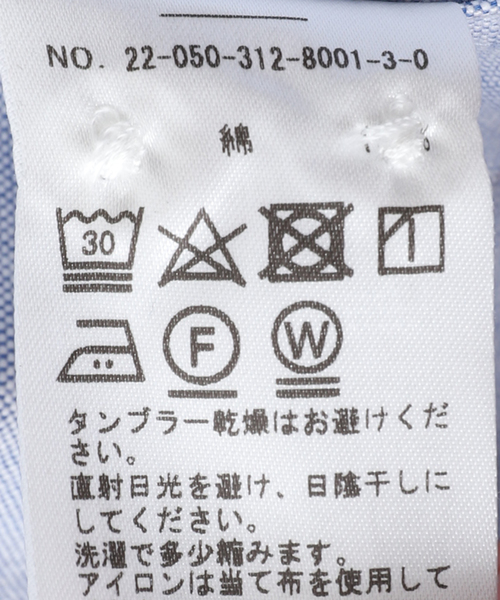 NO. 22-050-312-8001-3-0
綿
30
F
W
タンブラー乾燥はお避けくだ
さい。
直射日光を避け、日陰干しに
してください。
洗濯で多少縮みます。
アイロンは当て布を使用して